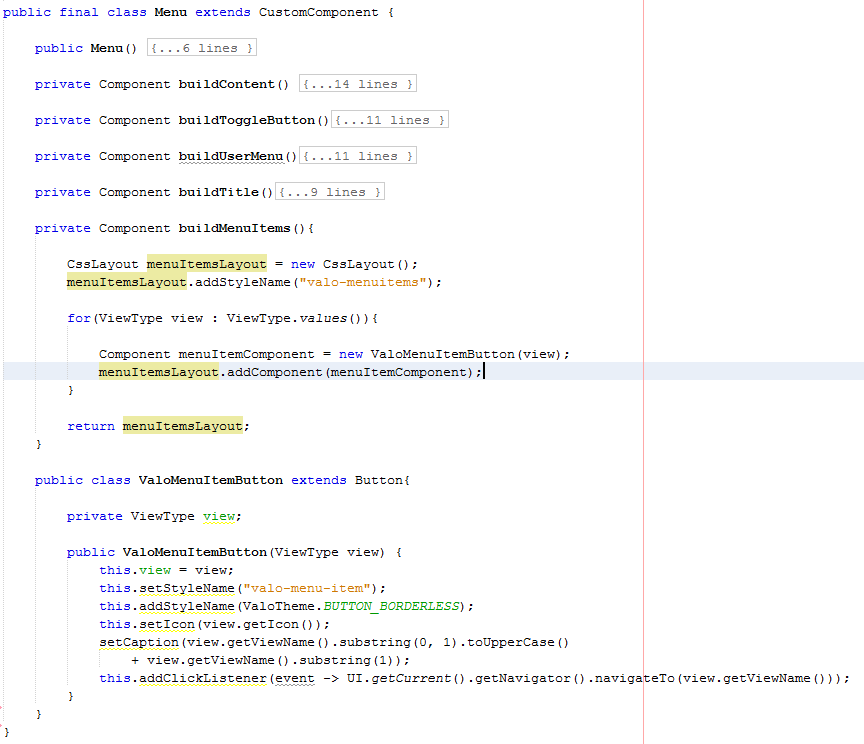 public final class Menu extends CustomComponent {
public Menu() {...6 lines }
private Component buildContent() {...14 lines }
private Component buildToggleButton(){...11 lines }
private Component buildUserMenu(){...11 lines }
private Component buildTitle(){...9 lines }
private Component buildMenuItems(){
CssLayout menuItemsLayout = new CssLayout();
menuItemsLayout.addStyleName("valo-menuitems");
for(ViewType view : ViewType.values()){
Component menuItemComponent = new ValoMenuItemButton(view);
menuItemsLayout.addComponent(menuItemComponent);
}
return menuItemsLayout;
}
public class ValoMenuItemButton extends Button{
private ViewType view;
public ValoMenuItemButton(ViewType view) {
this.view = view;
this.setStyleName("valo-menu-item");
this.addStyleName(ValoTheme.BUTTON_BORDERLESS);
this.setIcon(view.getIcon());
setCaption(view.getViewName().substring(0, 1).toUpperCase()
+ view.getViewName().substring(1));
this.addClickListener(event -> UI.getCurrent().getNavigator().navigateTo(view.getViewName()));
}
}
}